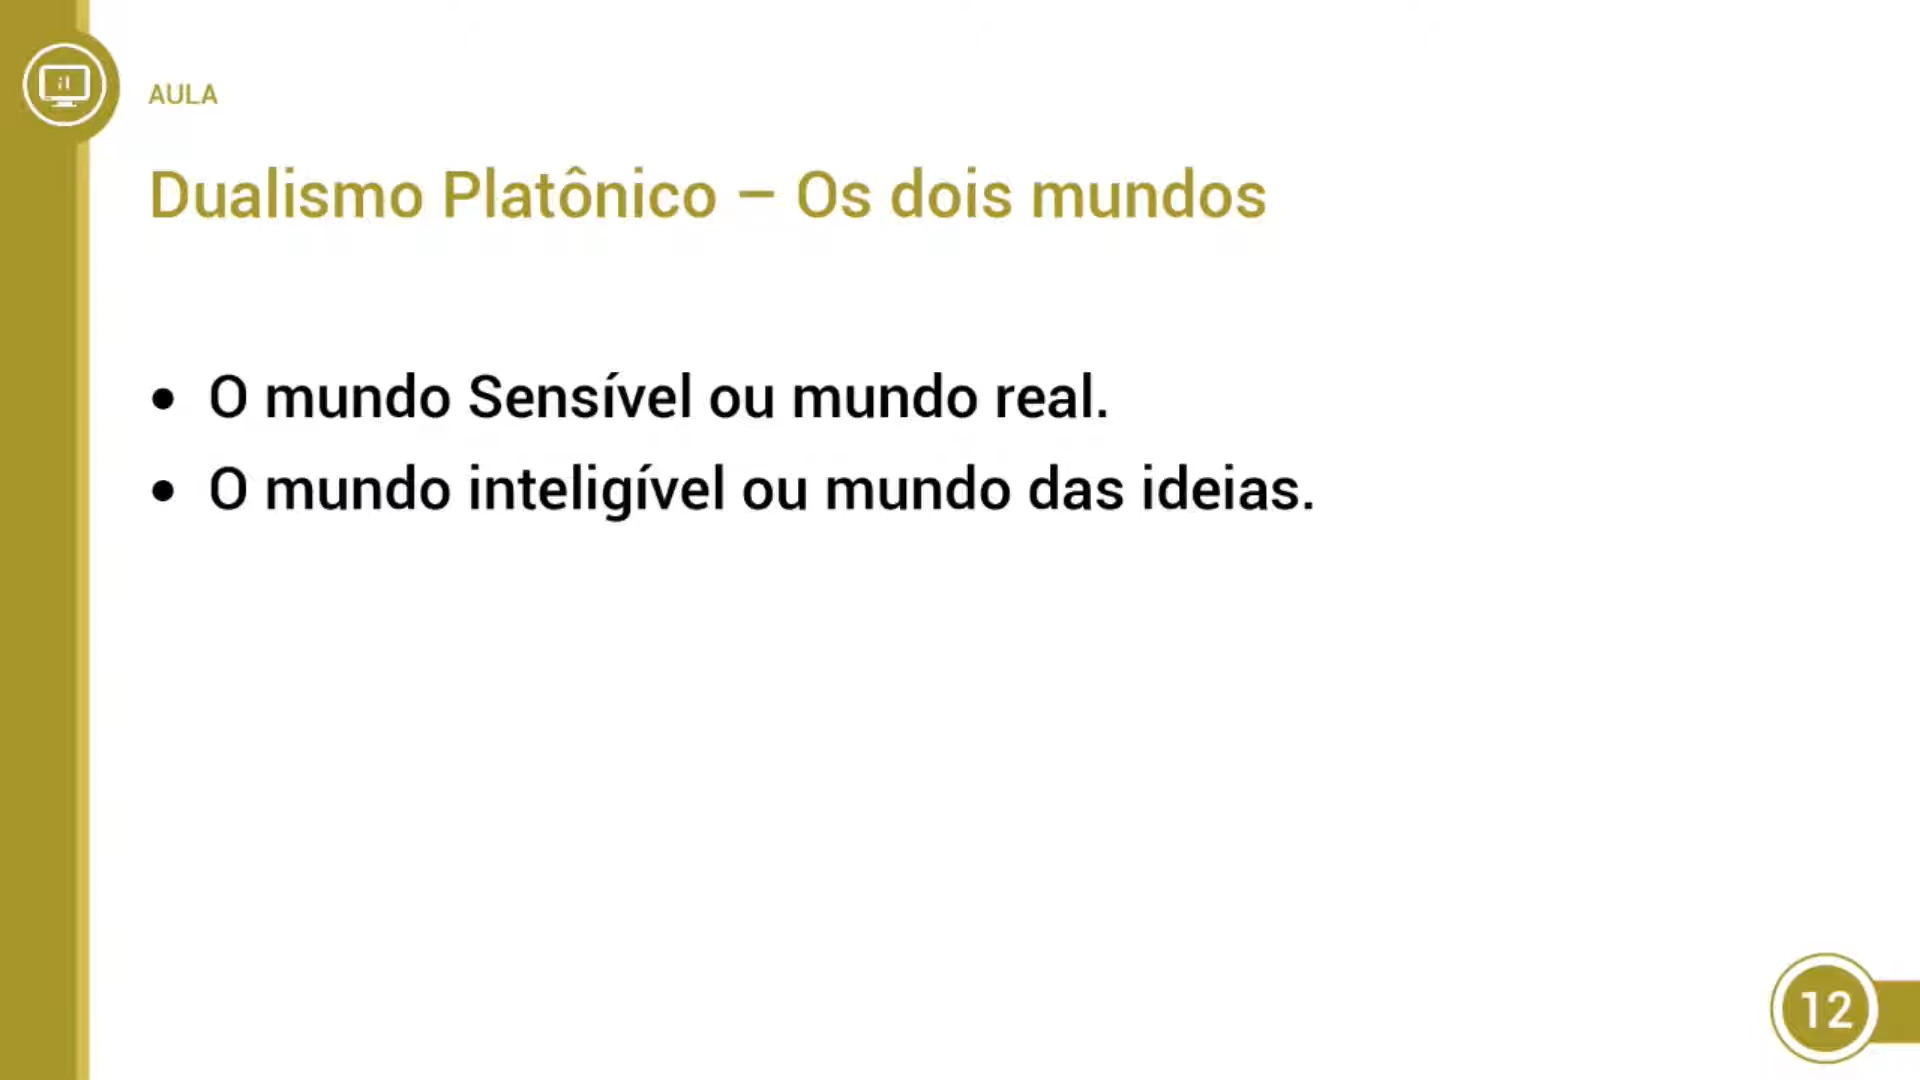 AULA
Dualismo Platônico – Os dois mundos
• O mundo Sensível ou mundo real.
• O mundo inteligível ou mundo das ideias.
12